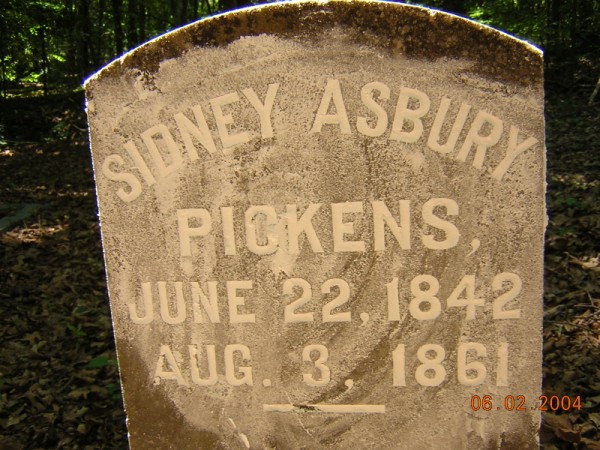 SIDNEY ASBURY
PICKENS,
JUNE 22, 1842
AUG. 3, 1861
06.02.2004